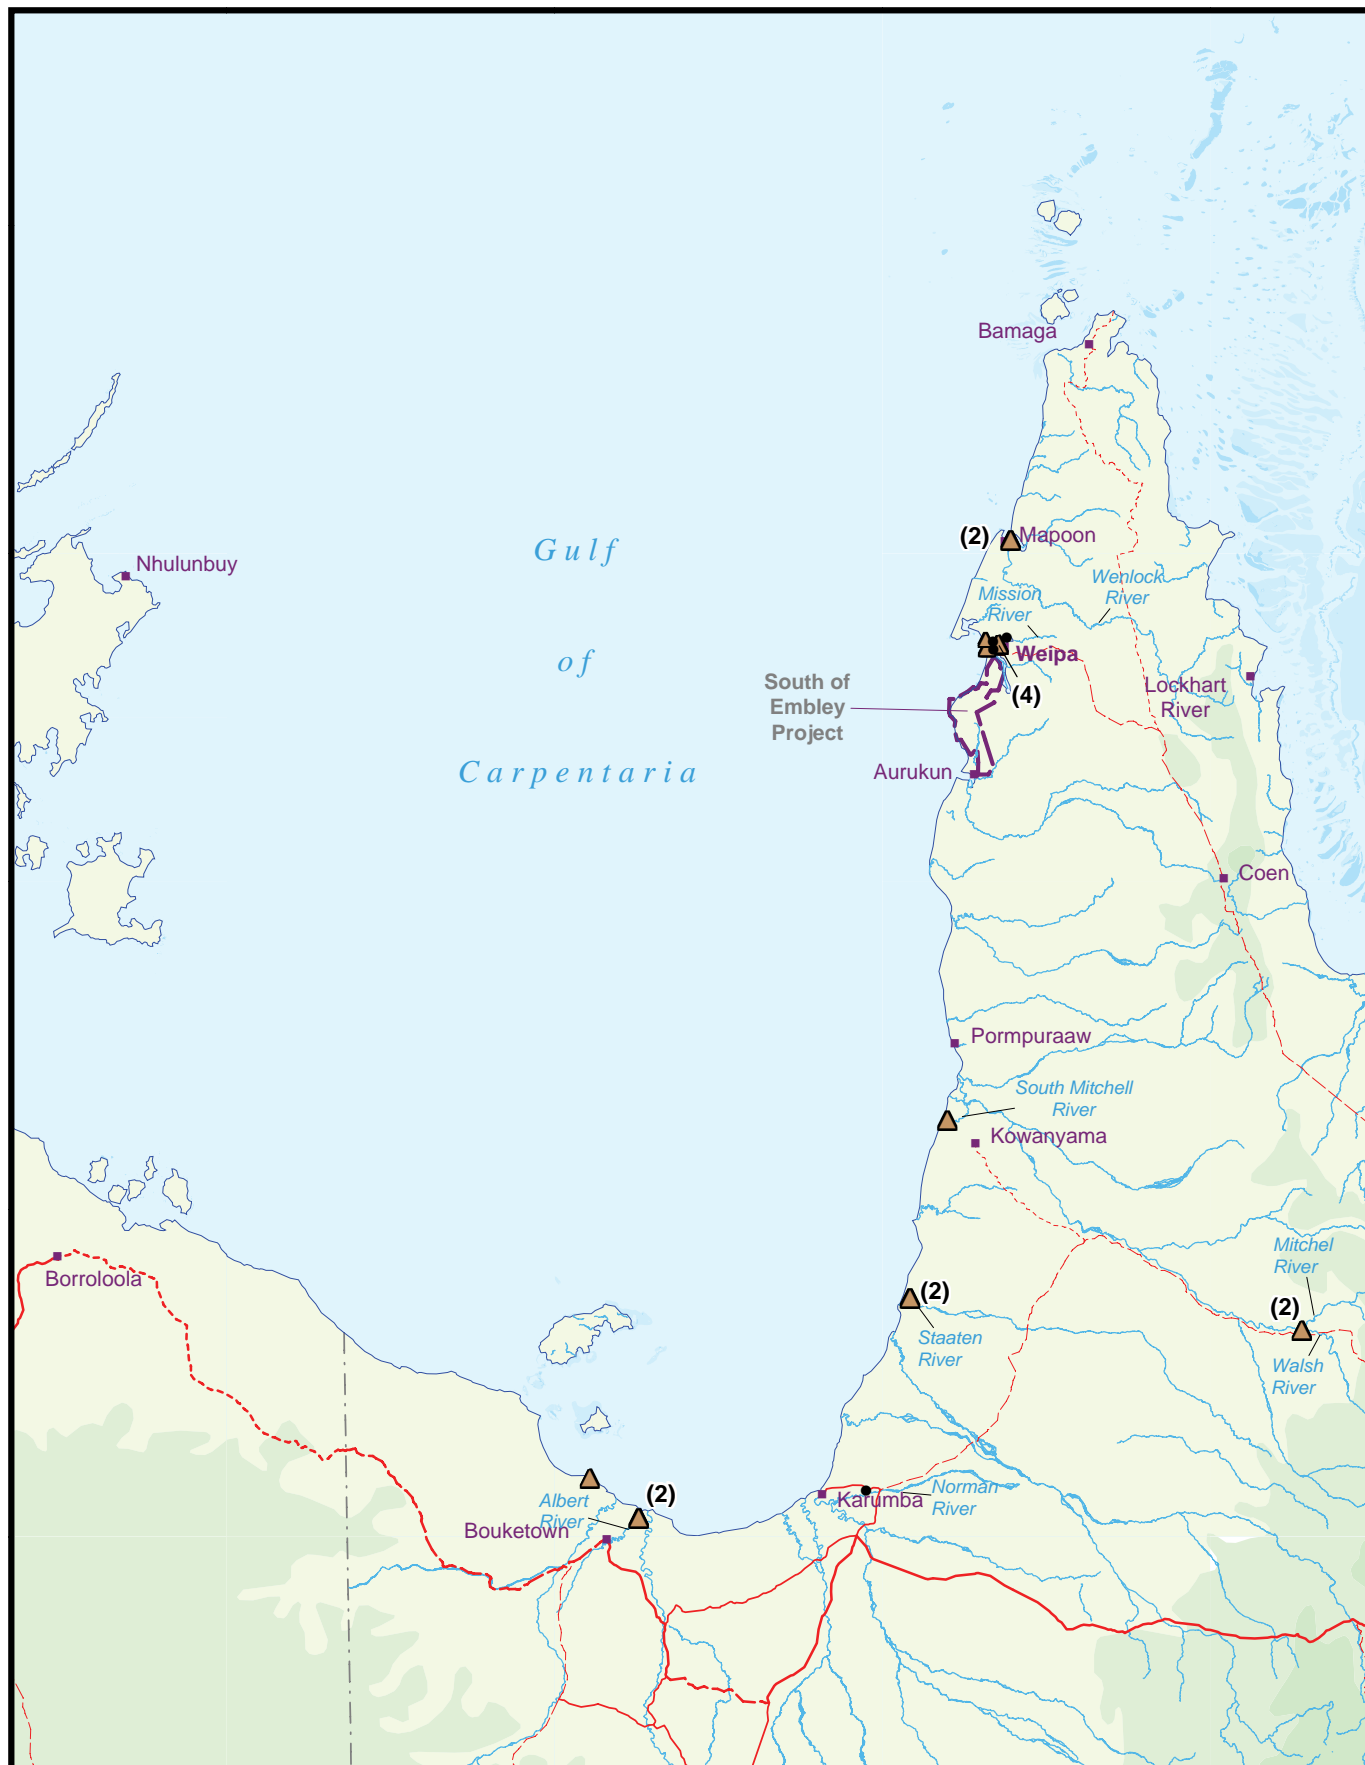 Bamaga
(2)
Mapoon
Gulf
Nhulunbuy
Wenlock
River
Mission
River
of
Weipa
South of
Embley
Project
(4)
Lockhart
River
Carpentaria
Aurukun
Coen
Pormpuraaw
South Mitchell
River
Kowanyama
Mitchel
River
Borroloola
(2)
(2)
Staaten
River
Walsh
River
(2)
Albert
River
Karumba
Norman
River
Bouketown